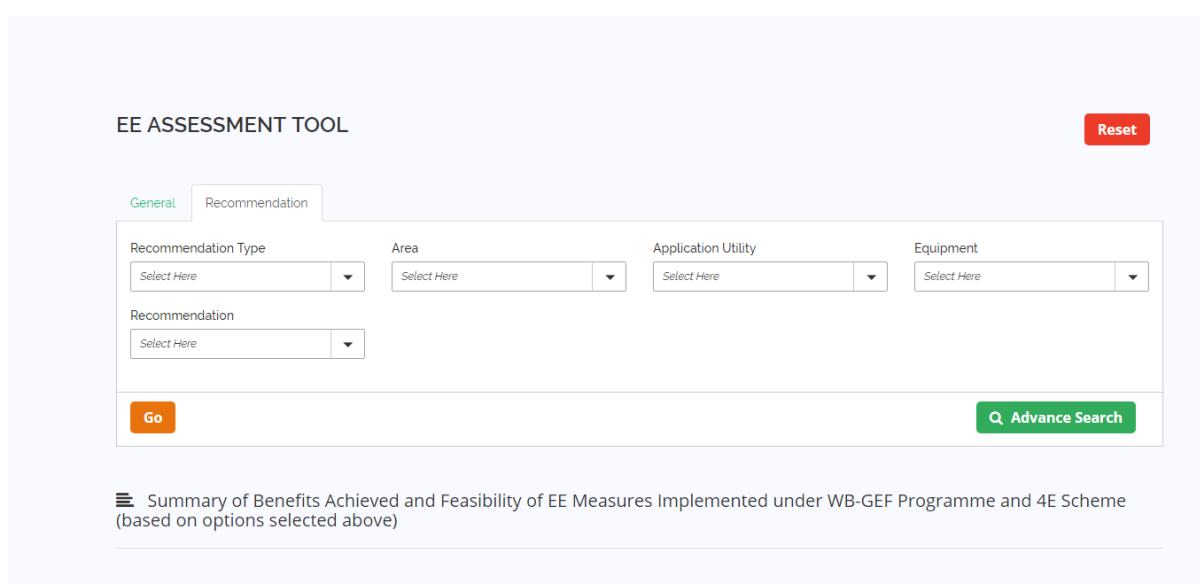 EE ASSESSMENT TOOL
Reset
General Recommendation
Recommendation Type Area Application Utility Equipment
Select Here Select Here Select Here Select Here
Recommendation
Select Here
Go Advance Search
Summary of Benefits Achieved and Feasibility of EE Measures Implemented under WB-GEF Programme and 4E Scheme
(based on options selected above)